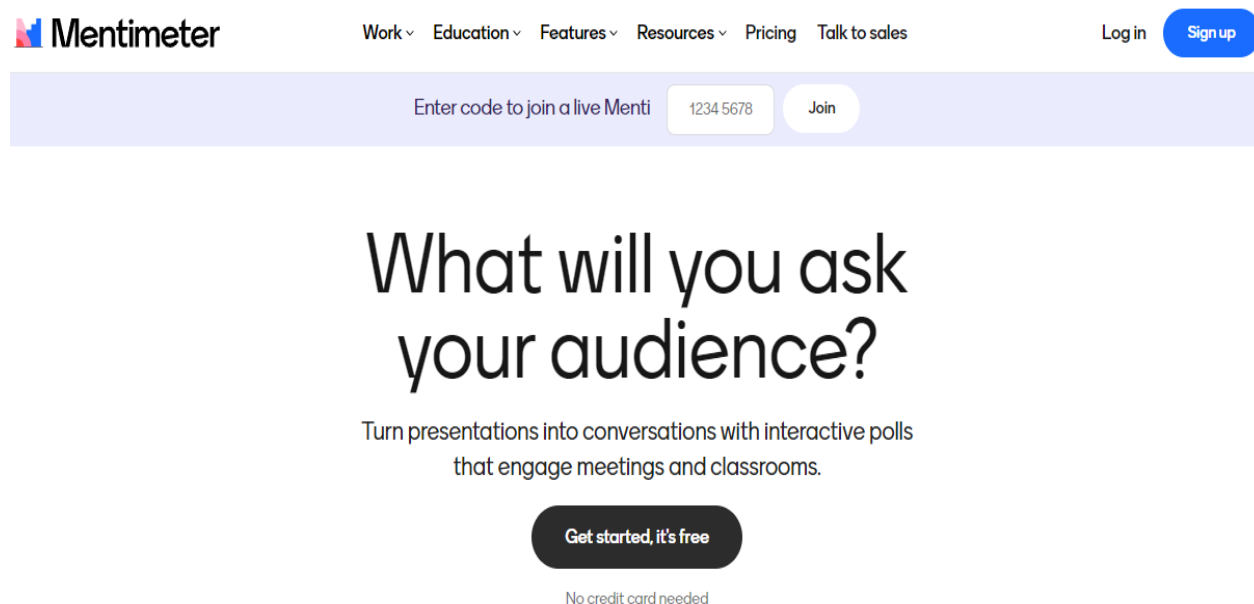 Mentimeter
Work Education Features Resources Pricing Talk to sales
Log in
Sign up
Enter code to join a live Menti
1234 5678
Join
What will you ask
your audience?
Turn presentations into conversations with interactive polls
that engage meetings and classrooms.
Get started, it's free
No credit card needed